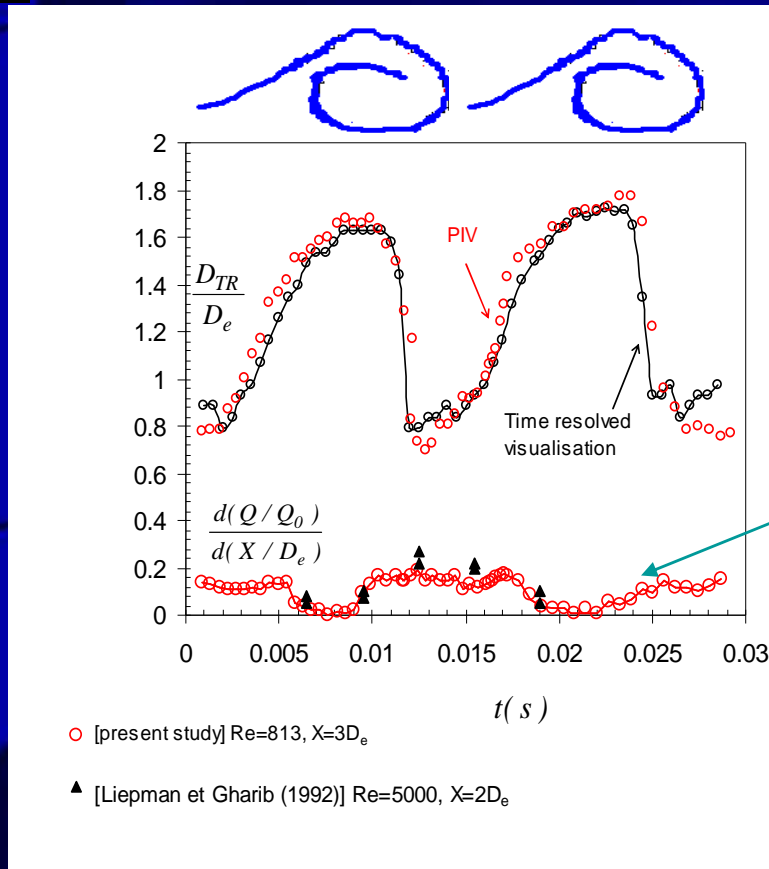 2
1.8
1.6
1.4
1.2
1
0.8
0.6
0.4
0.2
0
D_TR
D_e
PIV
Time resolved
visualisation
d( Q / Q_0 )
d( X / D_e )
0 0.005 0.01 0.015 0.02 0.025 0.03
t( s )
[present study] Re=813, X=3D_e
[Liepman et Gharib (1992)] Re=5000, X=2D_e